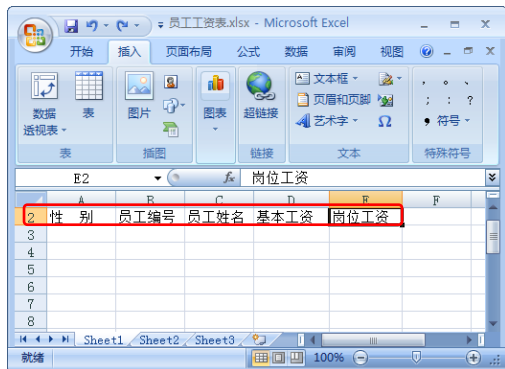 员工工资表.xlsx - Microsoft Excel
开始 插入 页面布局 公式 数据 审阅 视图
数据透视表 表 图片 图表 超链接 文本框 页眉和页脚 艺术字 Ω , 。 、 ; : ? , 符号
表 插图 链接 文本 特殊符号
E2 fx 岗位工资
A B C D E F
2 性 别 员工编号 员工姓名 基本工资 岗位工资
3
4
5
6
7
8
Sheet1 Sheet2 Sheet3
就绪 100%